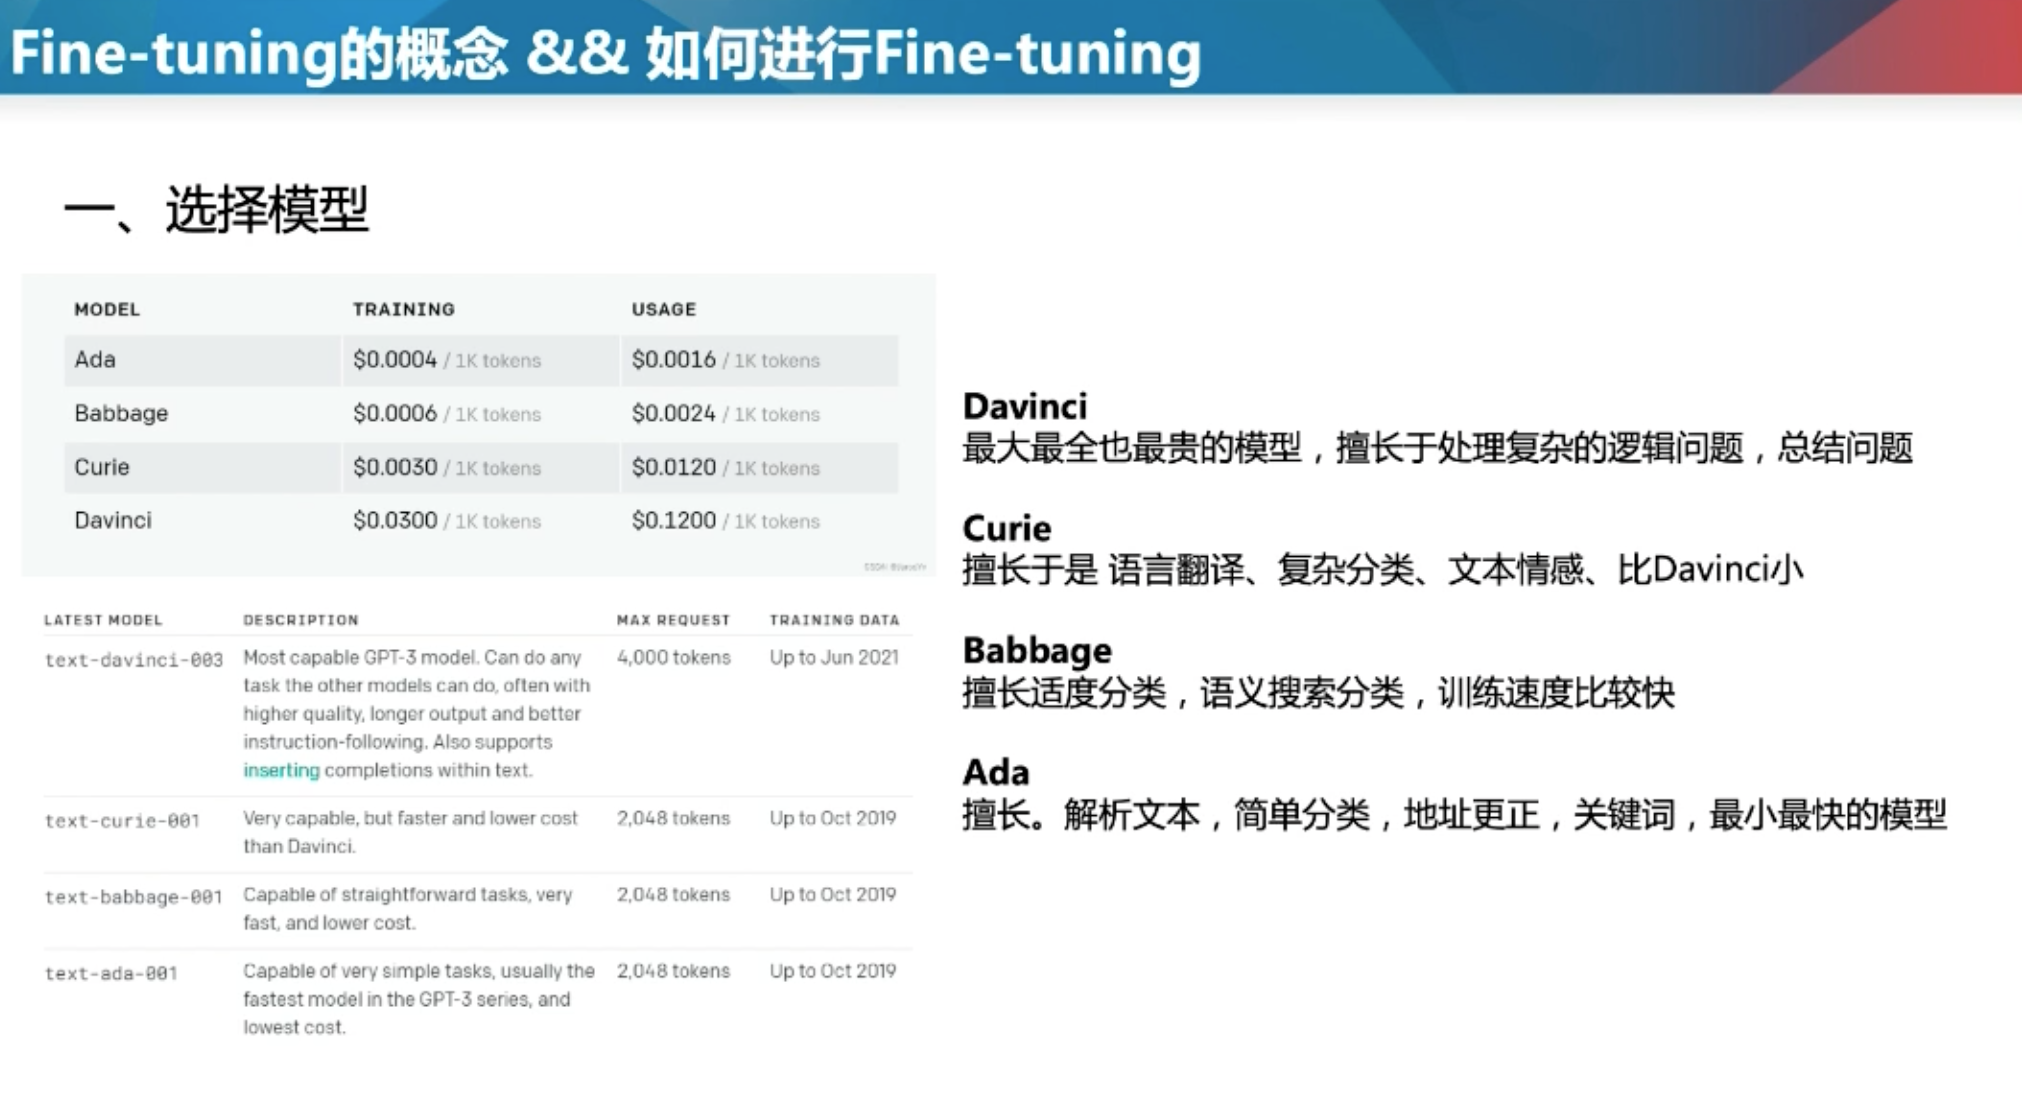 Fine-tuning的概念 && 如何进行Fine-tuning
一、选择模型
MODEL TRAINING USAGE
Ada $0.0004 / 1K tokens $0.0016 / 1K tokens
Babbage $0.0006 / 1K tokens $0.0024 / 1K tokens
Curie $0.0030 / 1K tokens $0.0120 / 1K tokens
Davinci $0.0300 / 1K tokens $0.1200 / 1K tokens
LATEST MODEL DESCRIPTION MAX REQUEST TRAINING DATA
text-davinci-003 Most capable GPT-3 model. Can do any 4,000 tokens Up to Jun 2021
task the other models can do, often with
higher quality, longer output and better
instruction-following. Also supports
inserting completions within text.
text-curie-001 Very capable, but faster and lower cost 2,048 tokens Up to Oct 2019
than Davinci.
text-babbage-001 Capable of straightforward tasks, very 2,048 tokens Up to Oct 2019
fast, and lower cost.
text-ada-001 Capable of very simple tasks, usually the 2,048 tokens Up to Oct 2019
fastest model in the GPT-3 series, and
lowest cost.
Davinci
最大最全也最贵的模型，擅长于处理复杂的逻辑问题，总结问题
Curie
擅长于是 语言翻译、复杂分类、文本情感、比Davinci小
Babbage
擅长适度分类，语义搜索分类，训练速度比较快
Ada
擅长。解析文本，简单分类，地址更正，关键词，最小最快的模型